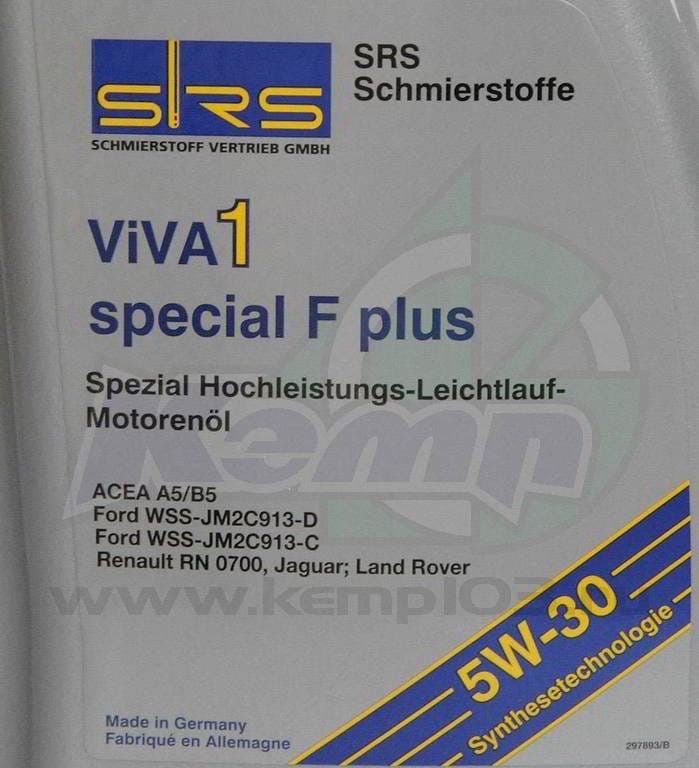 SRS
SCHMIERSTOFF VERTRIEB GMBH
SRS
Schmierstoffe
ViVA1
special F plus
Spezial Hochleistungs-Leichtlauf-
Motorenöl
Kemp
ACEA A5/B5
Ford WSS-JM2C913-D
Ford WSS-JM2C913-C
Renault RN 0700, Jaguar; Land Rover
5W-30
Synthesetechnologie
Made in Germany
Fabriqué en Allemagne
297893/B